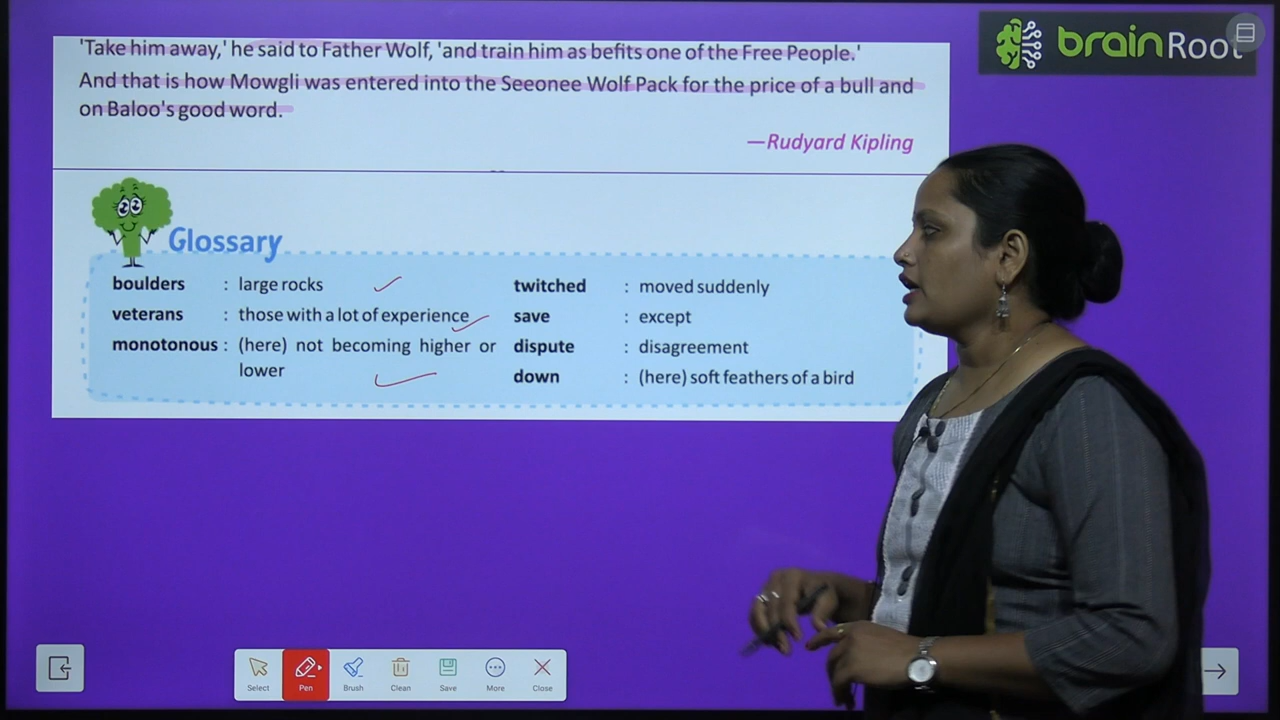 'Take him away,' he said to Father Wolf, 'and train him as befits one of the Free People.'
And that is how Mowgli was entered into the Seeonee Wolf Pack for the price of a bull and
on Baloo's good word.
—Rudyard Kipling
brainRoot
Glossary
boulders : large rocks
veterans : those with a lot of experience
monotonous : (here) not becoming higher or
lower
twitched : moved suddenly
save : except
dispute : disagreement
down : (here) soft feathers of a bird
Select Pen Brush Clean Save More Close